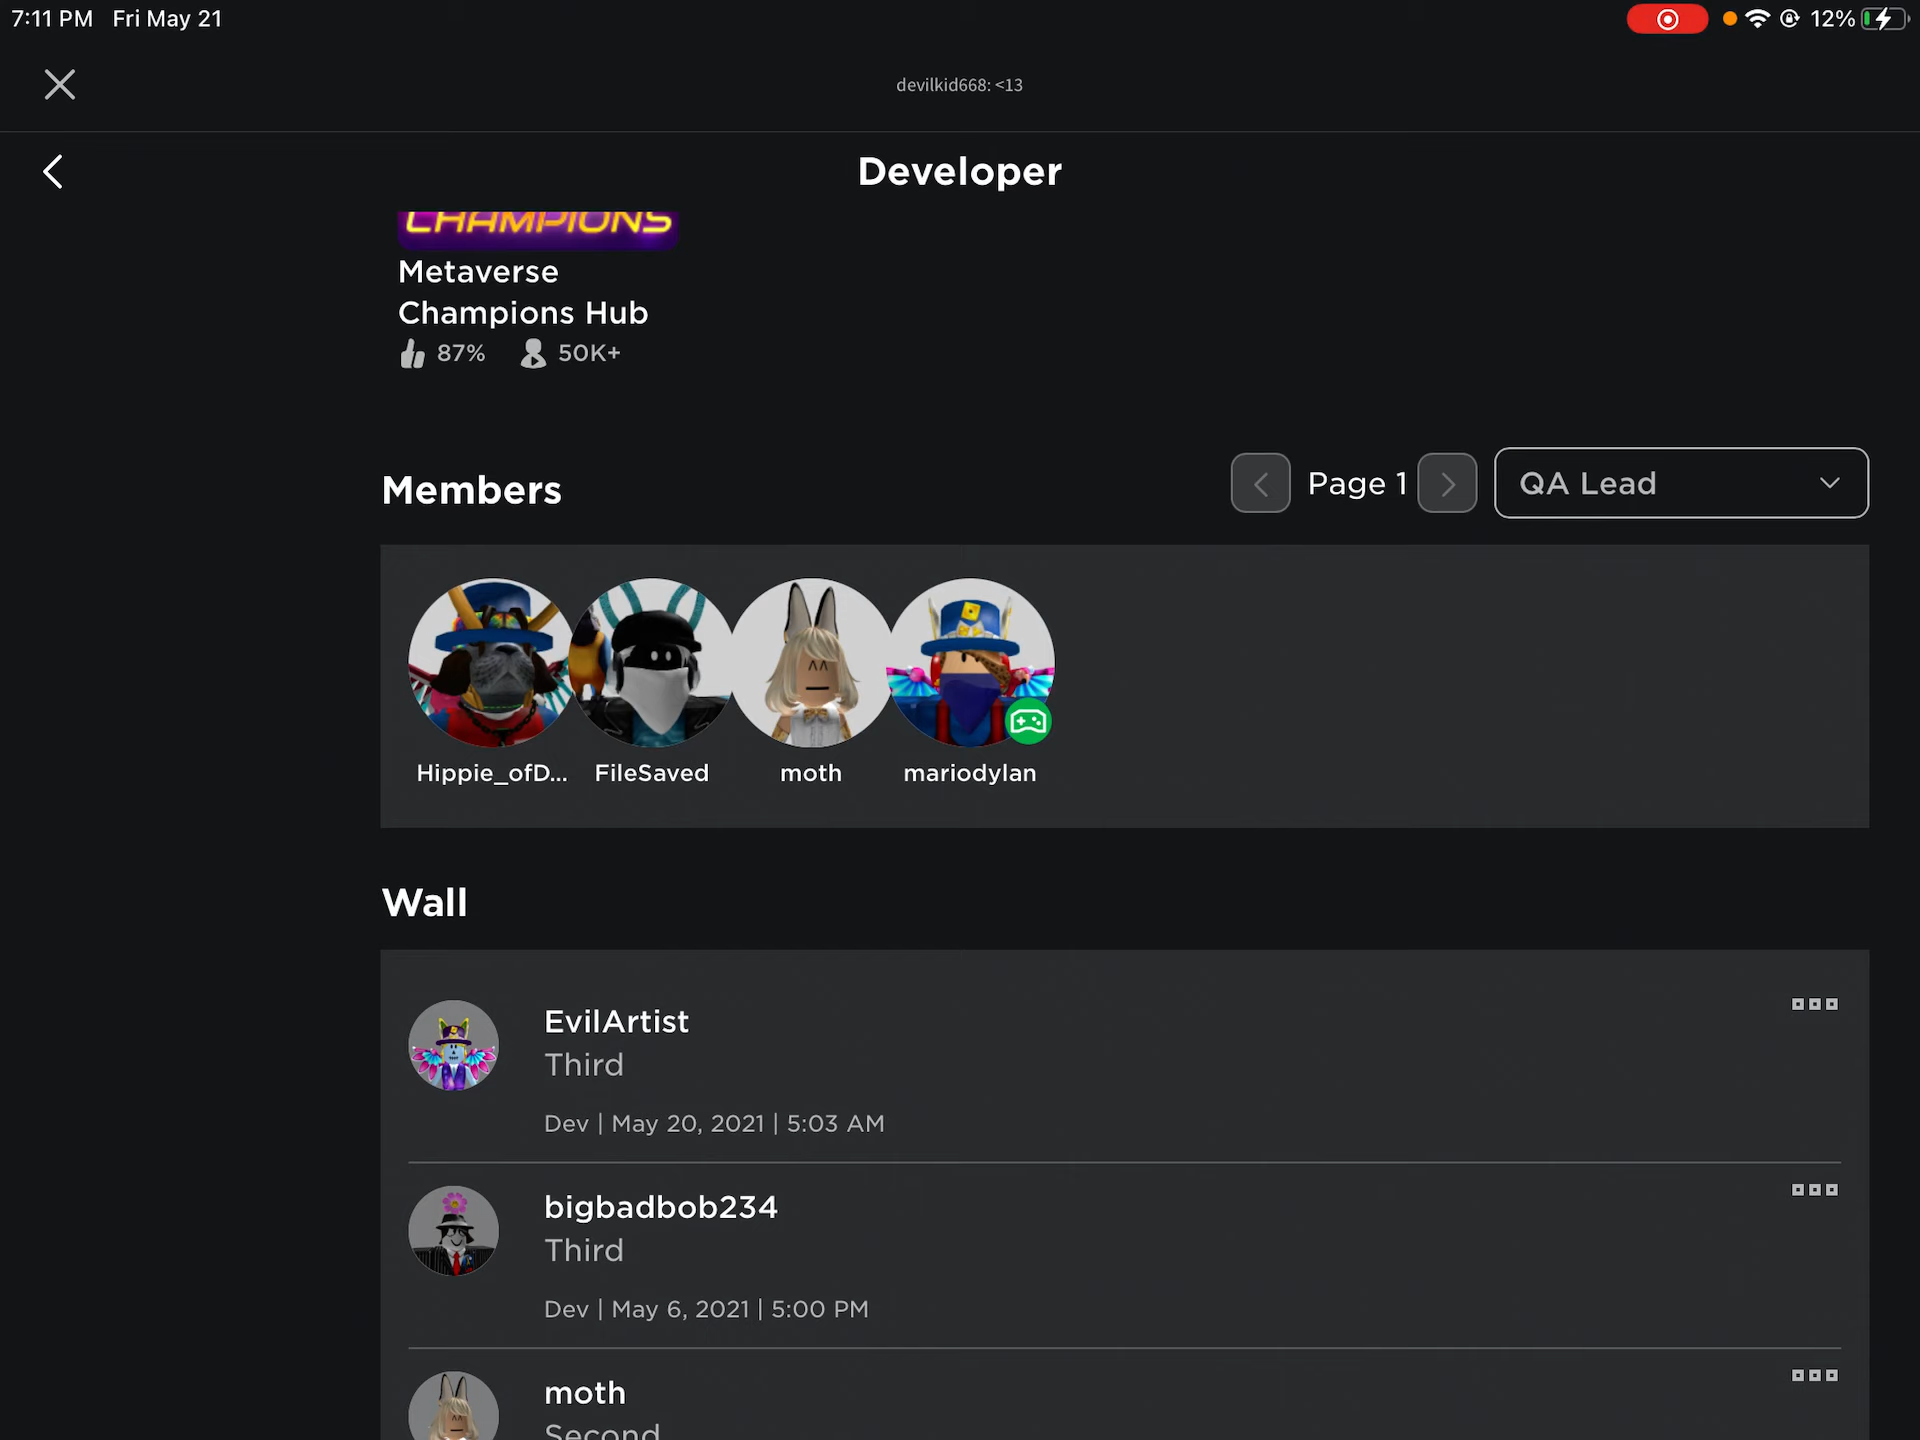 7:11 PM Fri May 21
12%
devilkid668: <13
Developer
CHAMPIONS
Metaverse
Champions Hub
87% 50K+
Members
Page 1
QA Lead
Hippie_ofD... FileSaved moth mariodylan
Wall
EvilArtist
Third
Dev | May 20, 2021 | 5:03 AM
bigbadbob234
Third
Dev | May 6, 2021 | 5:00 PM
moth
Second